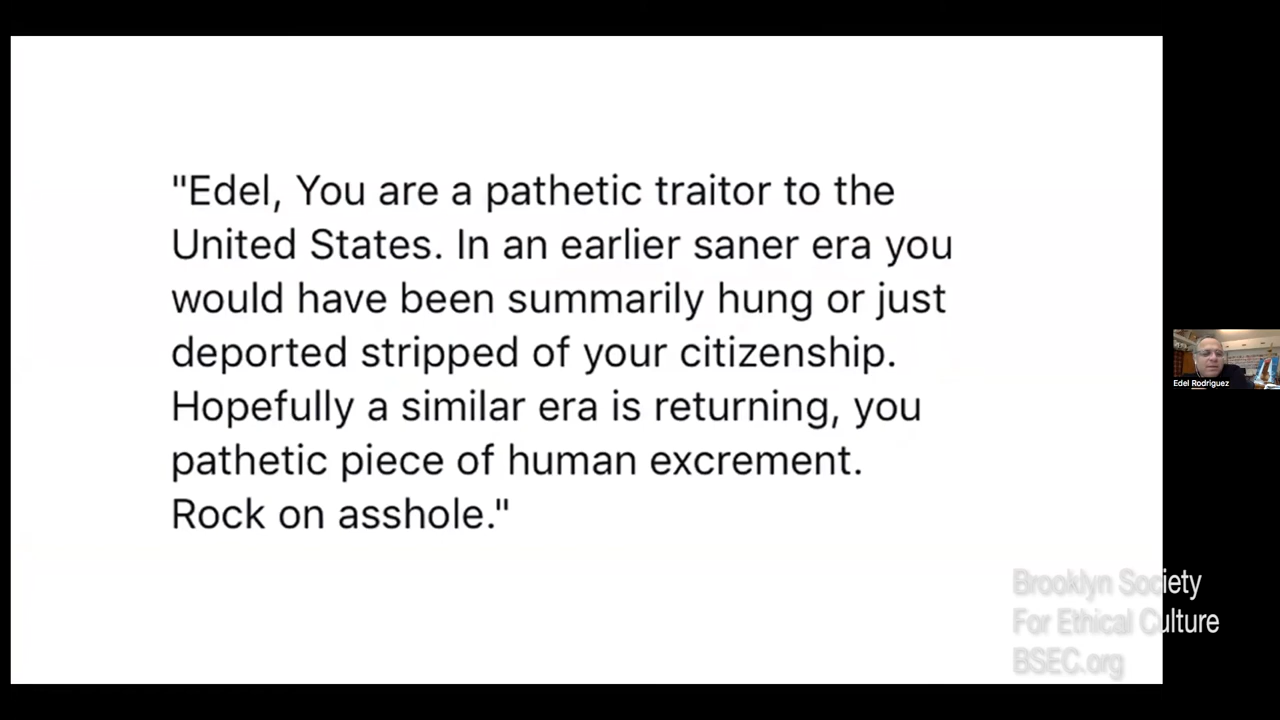 "Edel, You are a pathetic traitor to the
United States. In an earlier saner era you
would have been summarily hung or just
deported stripped of your citizenship.
Hopefully a similar era is returning, you
pathetic piece of human excrement.
Rock on asshole."
Edel Rodriguez
Brooklyn Society
For Ethical Culture
BSEC.org